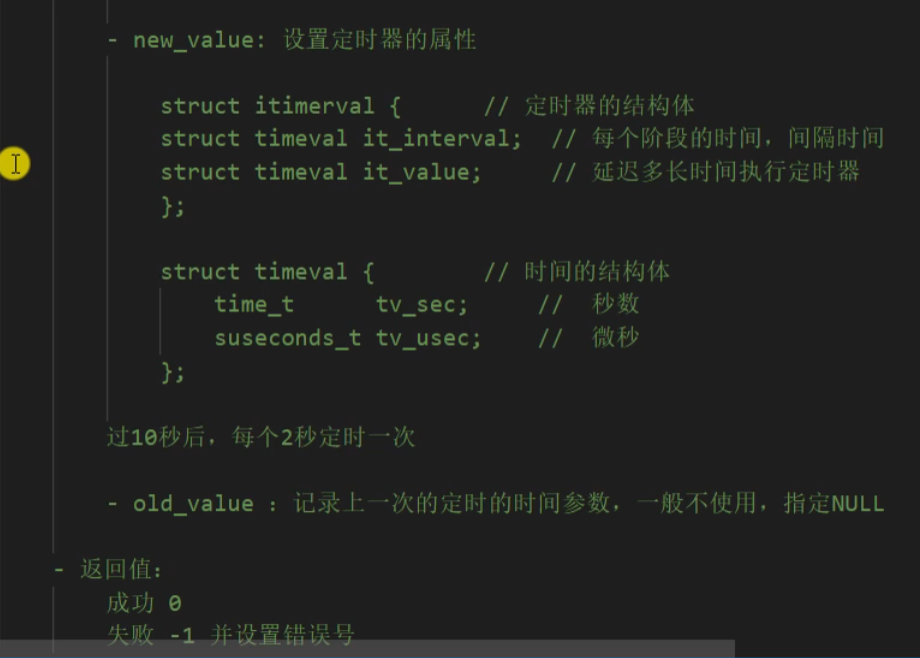 - new_value: 设置定时器的属性
struct itimerval {      // 定时器的结构体
struct timeval it_interval;  // 每个阶段的时间，间隔时间
struct timeval it_value;     // 延迟多长时间执行定时器
};
struct timeval {        // 时间的结构体
time_t      tv_sec;     //  秒数
suseconds_t tv_usec;    //  微秒
};
过10秒后，每个2秒定时一次
- old_value : 记录上一次的定时的时间参数，一般不使用，指定NULL
- 返回值:
成功 0
失败 -1 并设置错误号